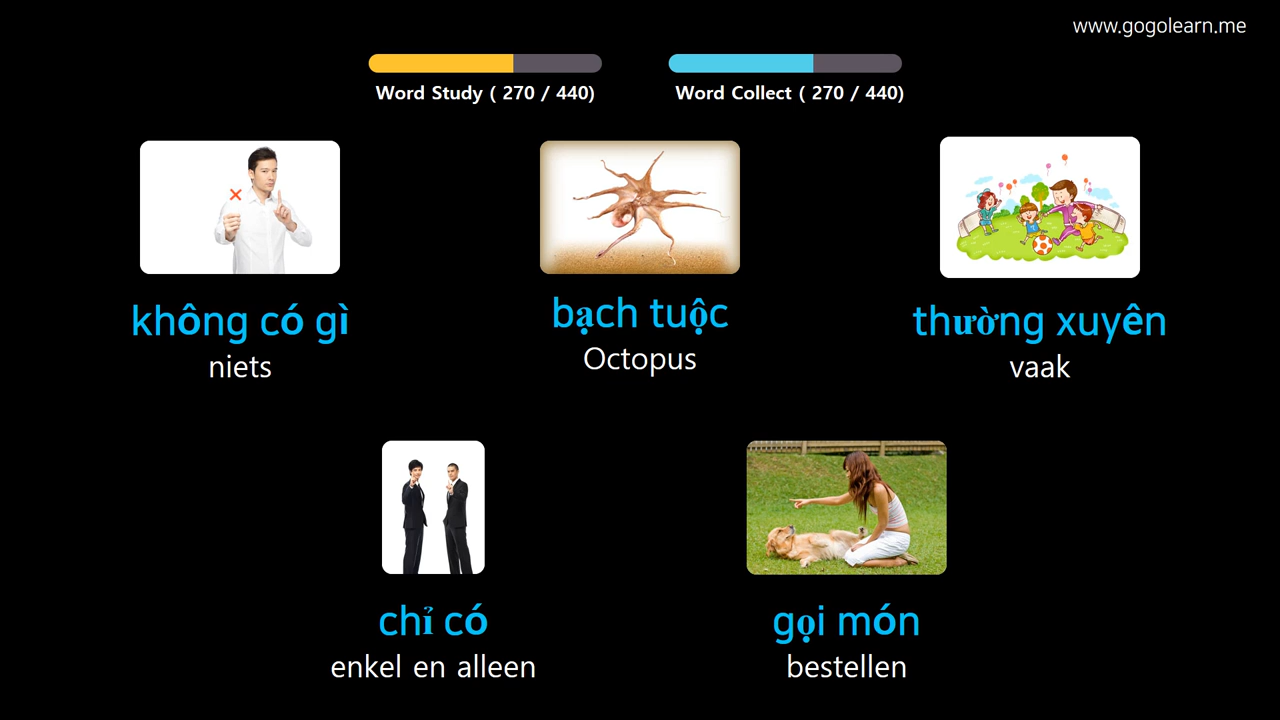 www.gogolearn.me
Word Study ( 270 / 440)
Word Collect ( 270 / 440)
không có gì
niets
bạch tuộc
Octopus
thường xuyên
vaak
chỉ có
enkel en alleen
gọi món
bestellen